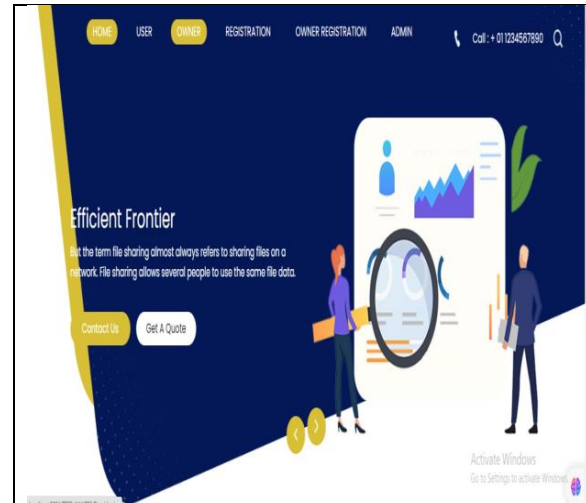 HOME USER OWNER REGISTRATION OWNER REGISTRATION ADMIN Call : + 01 1234567890
Efficient Frontier
But the term file sharing almost always refers to sharing files on a
network. File sharing allows several people to use the same file data.
Contact Us Get A Quote
Activate Windows
Go to Settings to activate Windows.